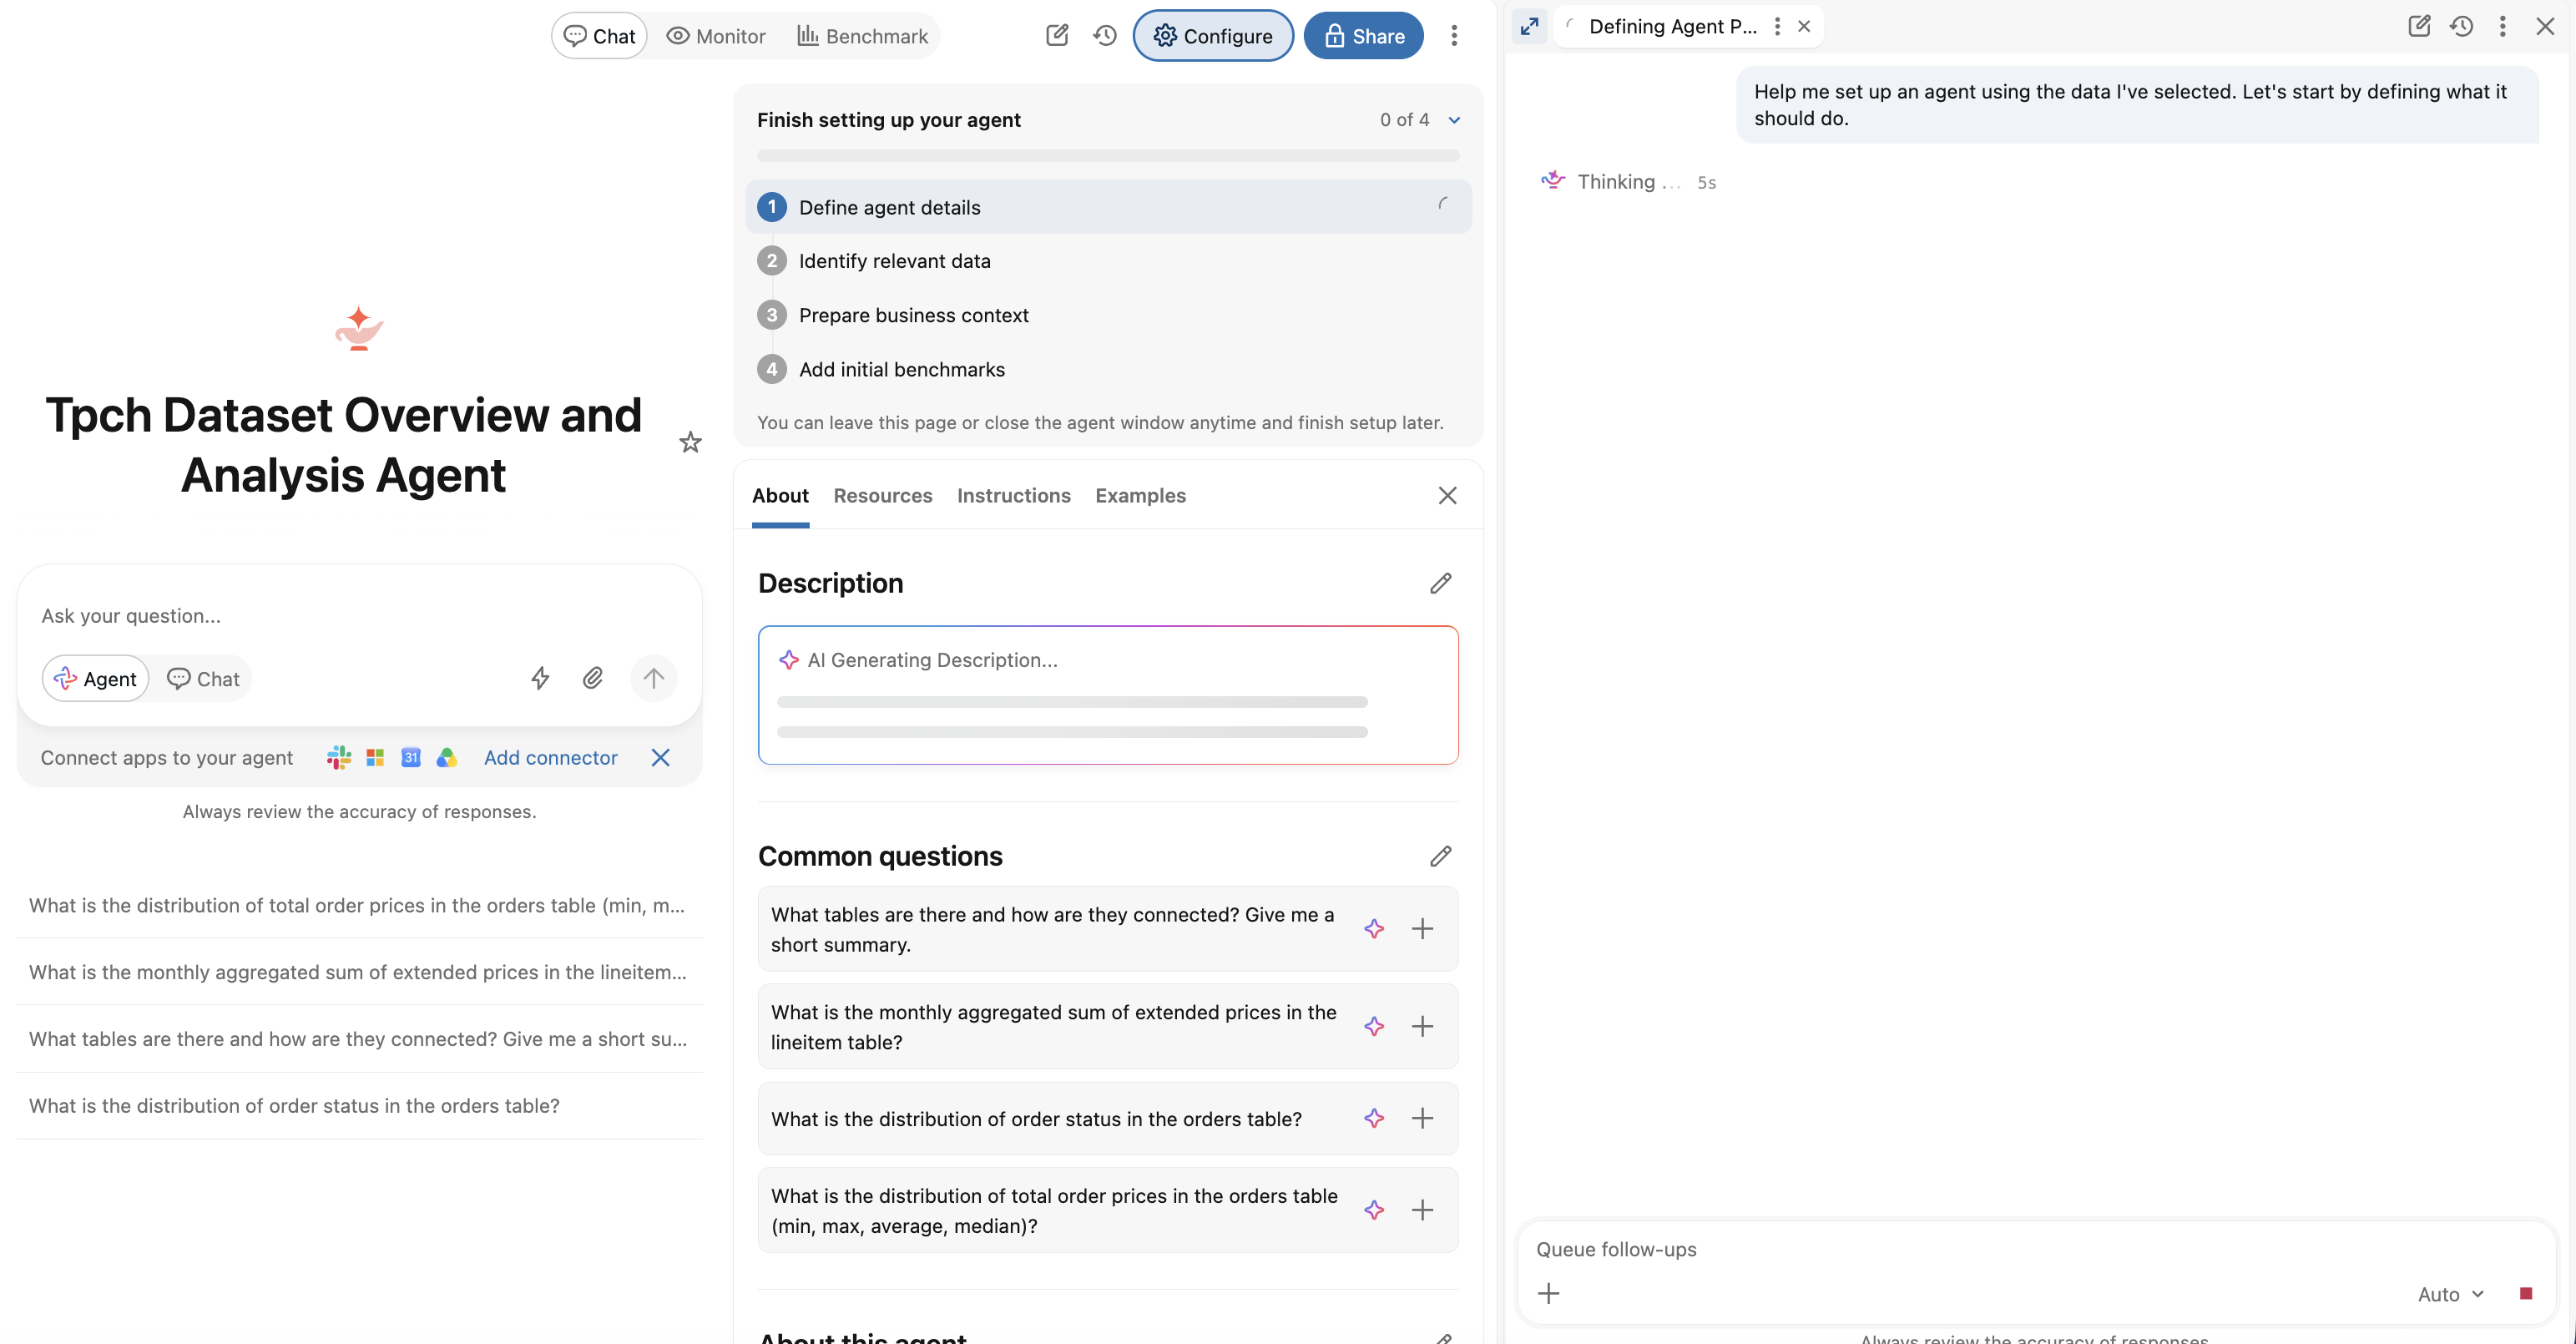 Chat
Monitor
Benchmark
Configure
Share
Tpch Dataset Overview and
Analysis Agent
Ask your question...
Agent
Chat
Connect apps to your agent
31
Add connector
Always review the accuracy of responses.
What is the distribution of total order prices in the orders table (min, m...
What is the monthly aggregated sum of extended prices in the lineitem...
What tables are there and how are they connected? Give me a short su...
What is the distribution of order status in the orders table?
Finish setting up your agent
0 of 4
1 Define agent details
2 Identify relevant data
3 Prepare business context
4 Add initial benchmarks
You can leave this page or close the agent window anytime and finish setup later.
About
Resources
Instructions
Examples
Description
AI Generating Description...
Common questions
What tables are there and how are they connected? Give me a
short summary.
What is the monthly aggregated sum of extended prices in the
lineitem table?
What is the distribution of order status in the orders table?
What is the distribution of total order prices in the orders table
(min, max, average, median)?
About this agent
Defining Agent P...
Help me set up an agent using the data I've selected. Let's start by defining what it
should do.
Thinking ... 5s
Queue follow-ups
Auto
Always review the accuracy of responses.